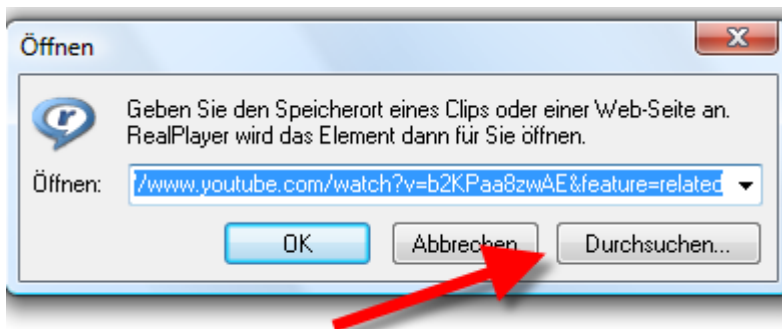 Öffnen
Geben Sie den Speicherort eines Clips oder einer Web-Seite an.
RealPlayer wird das Element dann für Sie öffnen.
Öffnen: /www.youtube.com/watch?v=b2KPaa8zwAE&feature=related
OK Abbrechen Durchsuchen...